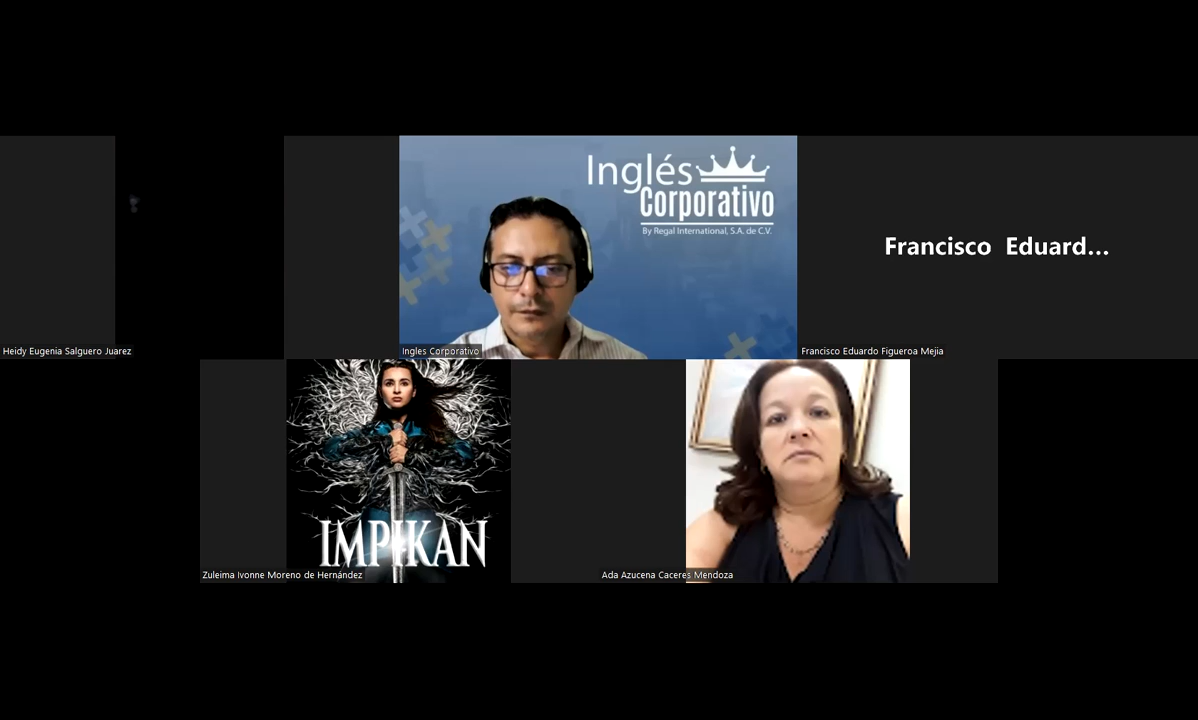 Inglés
Corporativo
By Regal International, S.A. de C.V.
Francisco Eduard...
Heidy Eugenia Salguero Juarez
Ingles Corporativo
Francisco Eduardo Figueroa Mejia
IMPIKAN
Zuleima Ivonne Moreno de Hernández
Ada Azucena Caceres Mendoza